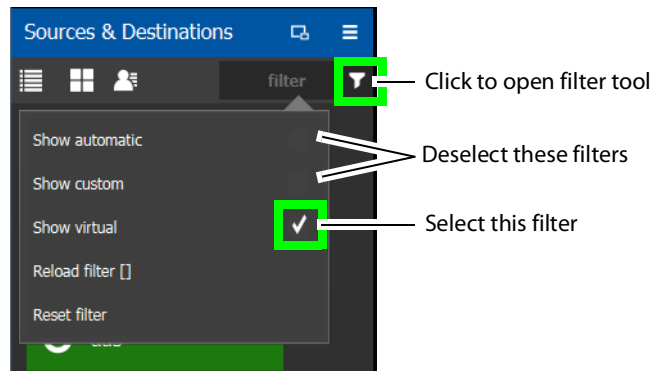 Sources & Destinations
filter
Click to open filter tool
Show automatic
Deselect these filters
Show custom
Show virtual
Select this filter
Reload filter []
Reset filter